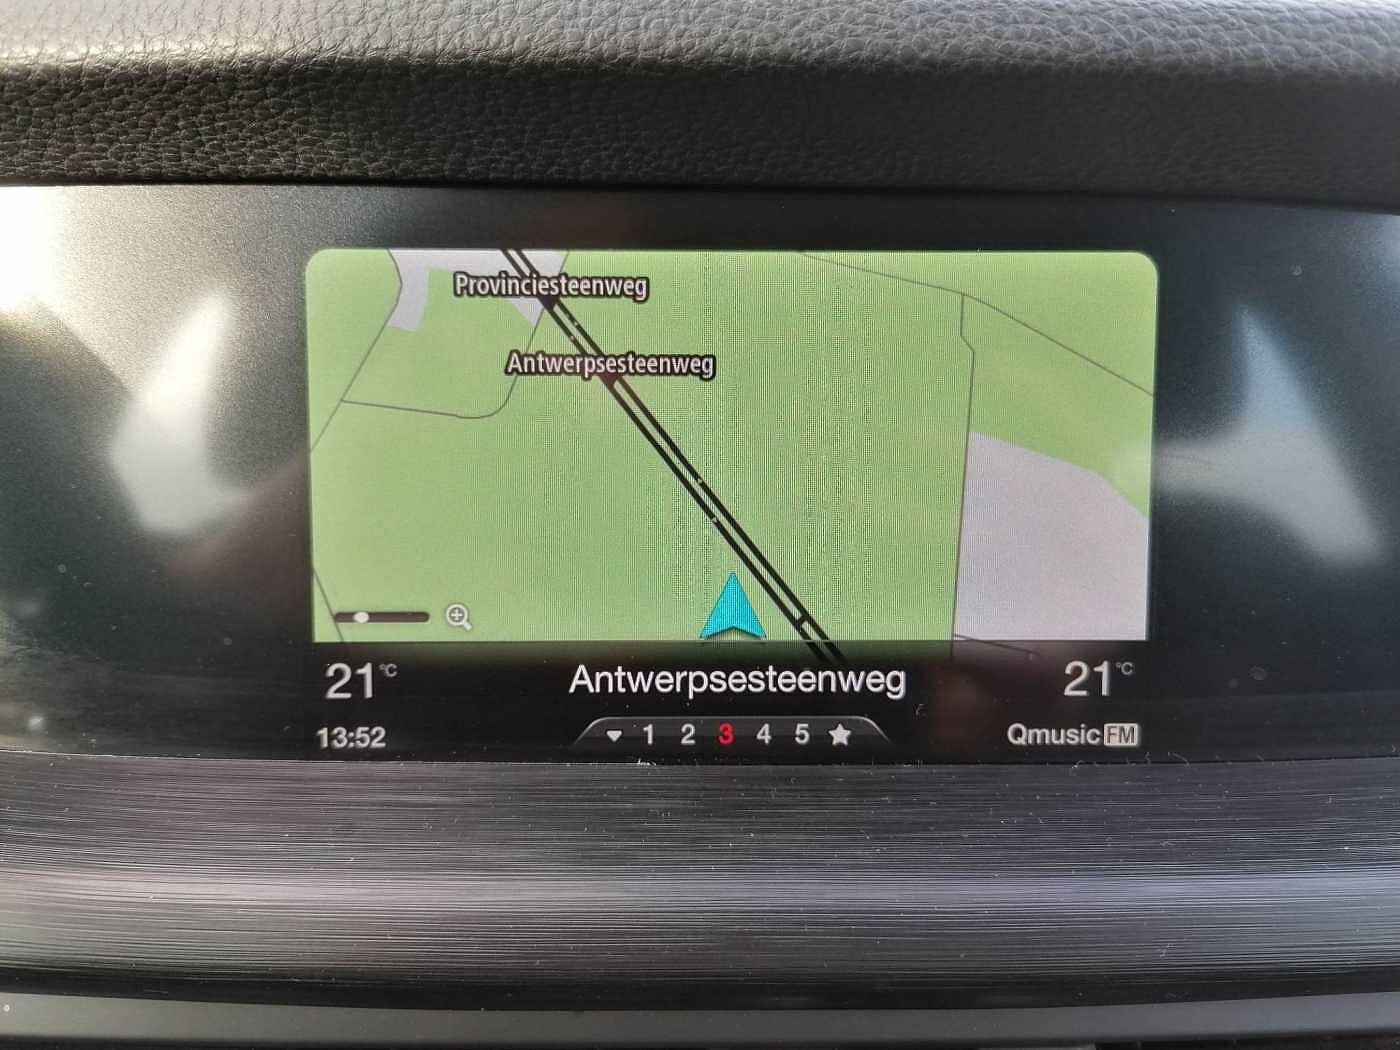 Provinciesteenweg
Antwerpsesteenweg
21°C Antwerpsesteenweg 21°C
13:52 1 2 3 4 5 Qmusic FM